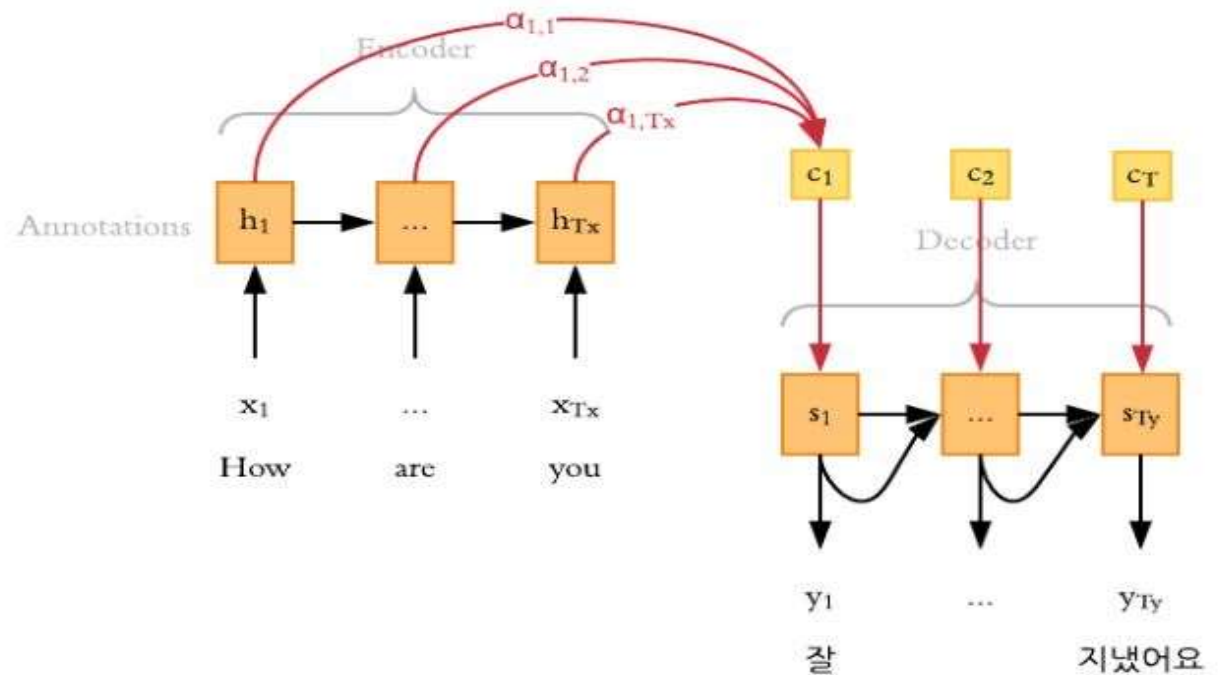 α1,1
Encoder
α1,2
α1,Tx
c1 c2 cT
Annotations h1 ... hTx
Decoder
x1 ... xTx
s1 ... sTy
How are you
y1 ... yTy
잘 지냈어요